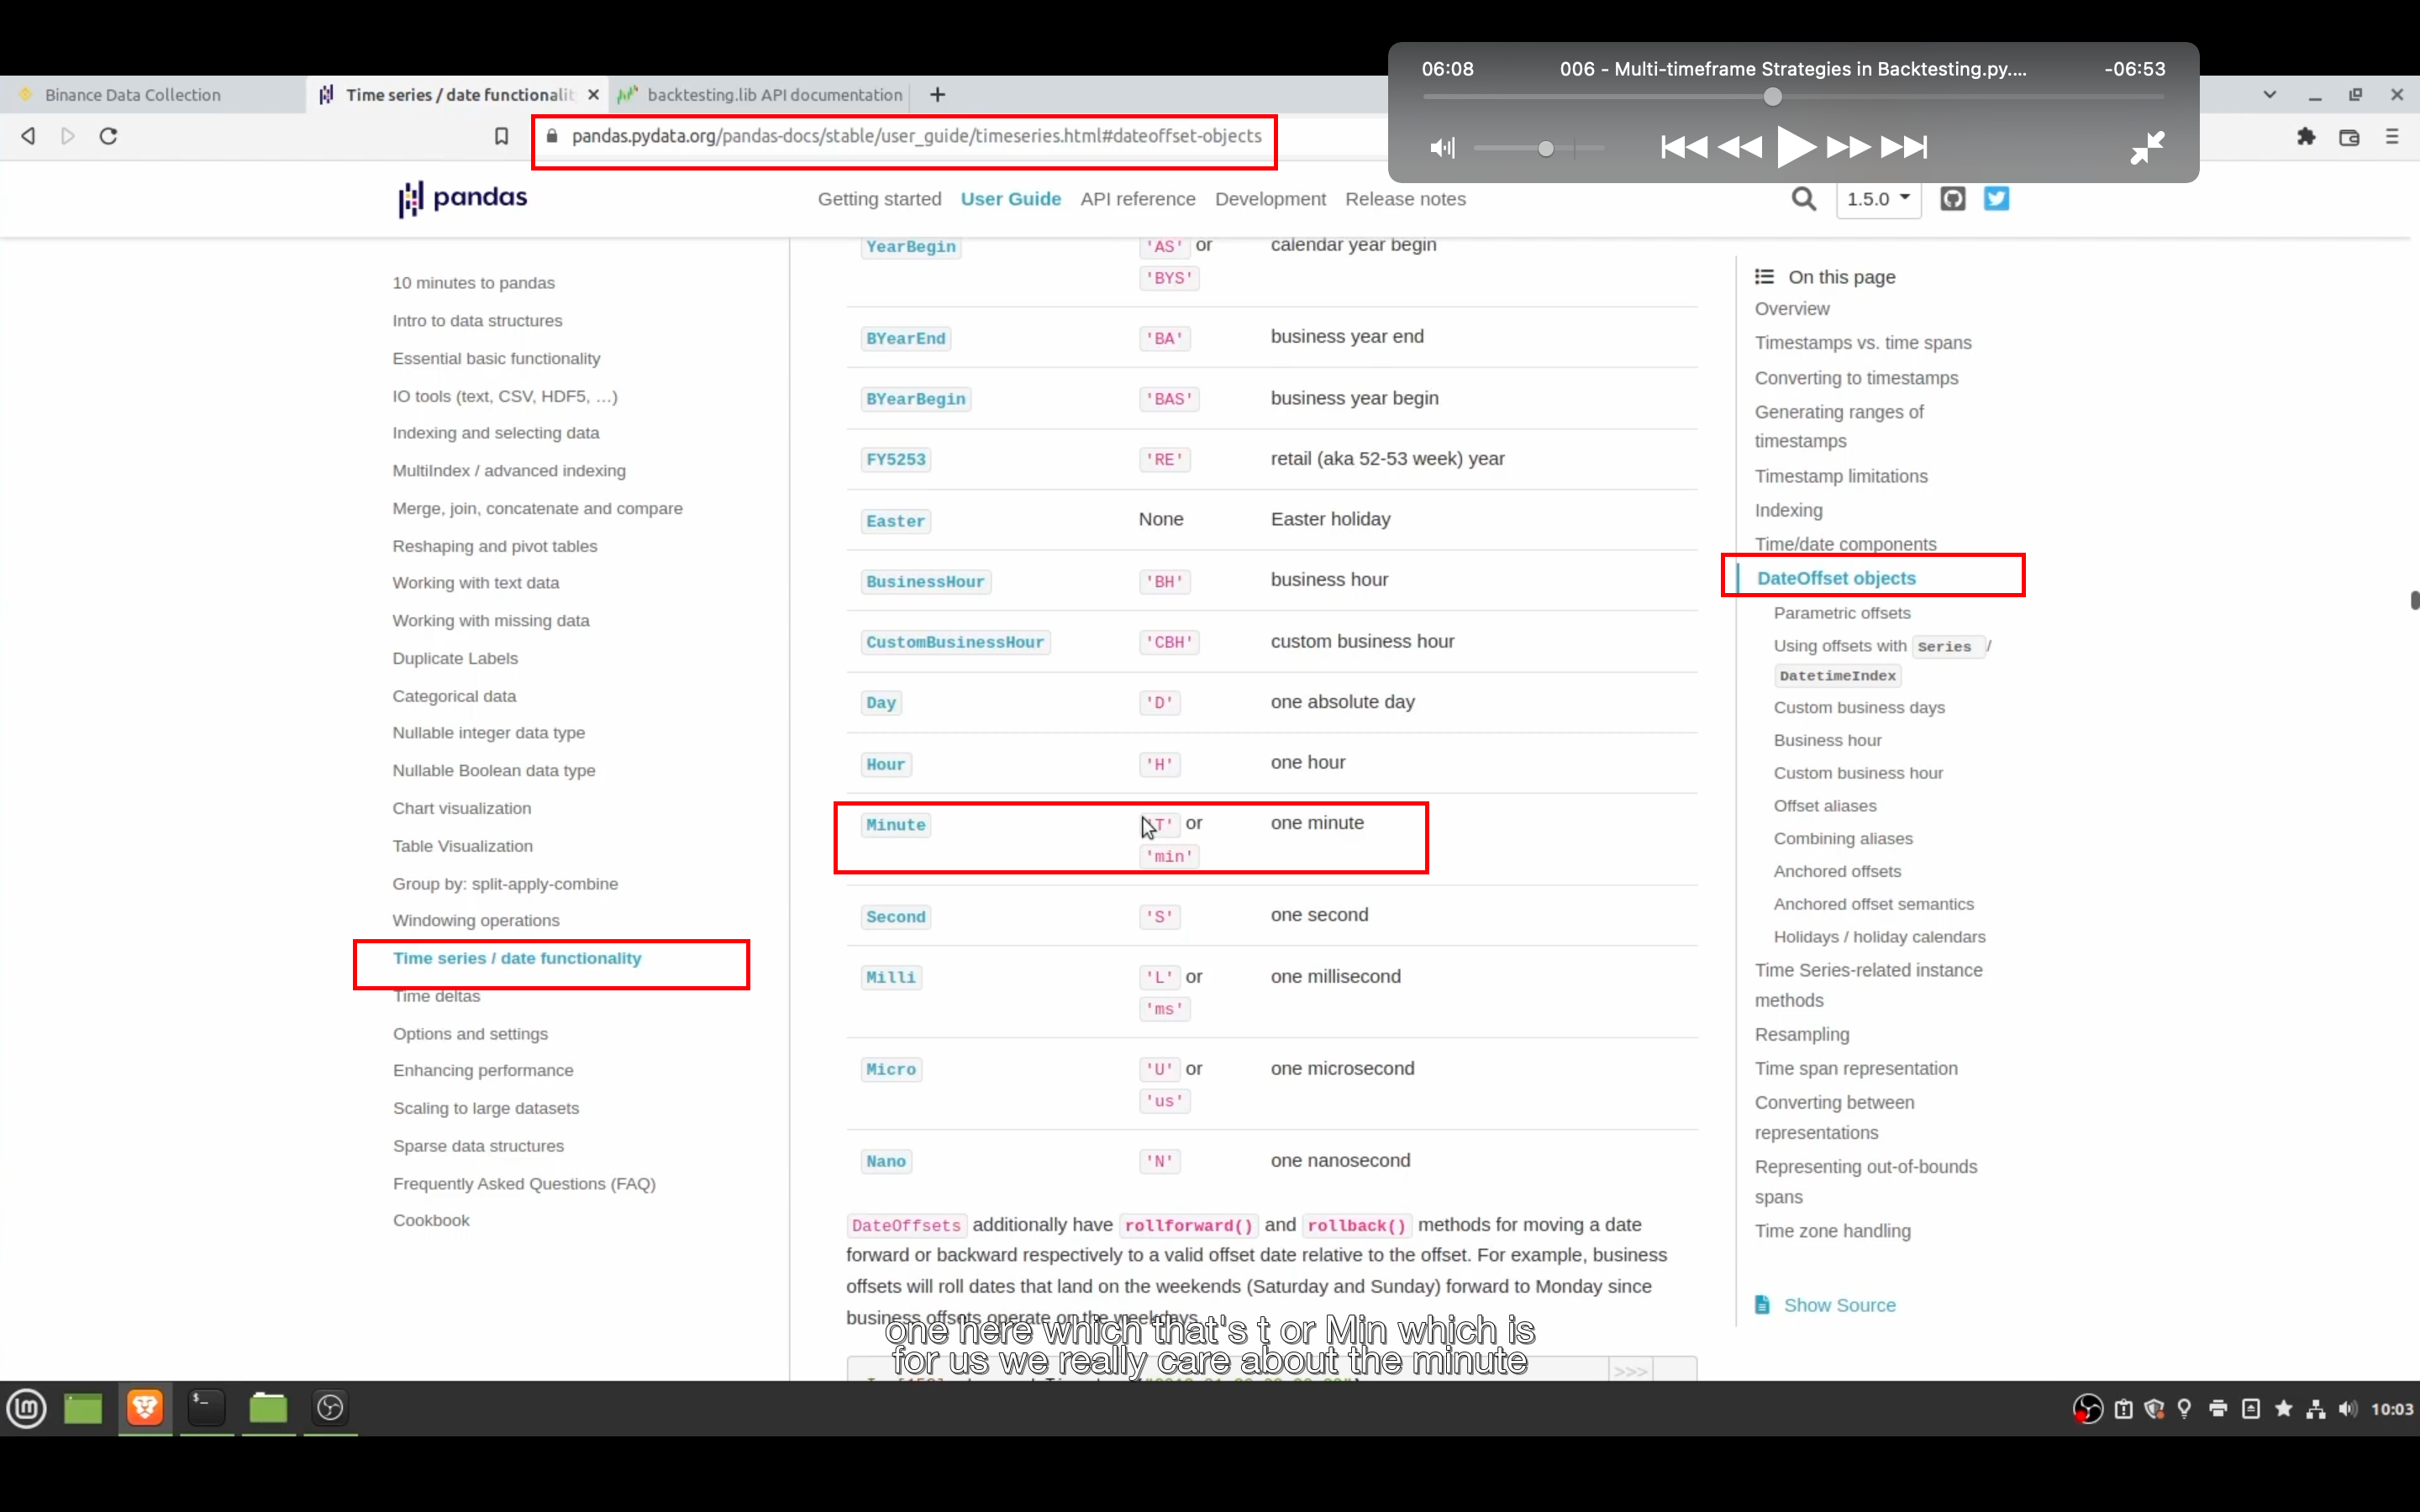 06:08
006 - Multi-timeframe Strategies in Backtesting.py....
-06:53
Binance Data Collection
Time series / date functionalit
backtesting.lib API documentation
pandas.pydata.org/pandas-docs/stable/user_guide/timeseries.html#dateoffset-objects
pandas
Getting started
User Guide
API reference
Development
Release notes
1.5.0
10 minutes to pandas
Intro to data structures
Essential basic functionality
IO tools (text, CSV, HDF5, …)
Indexing and selecting data
MultiIndex / advanced indexing
Merge, join, concatenate and compare
Reshaping and pivot tables
Working with text data
Working with missing data
Duplicate Labels
Categorical data
Nullable integer data type
Nullable Boolean data type
Chart visualization
Table Visualization
Group by: split-apply-combine
Windowing operations
Time series / date functionality
Time deltas
Options and settings
Enhancing performance
Scaling to large datasets
Sparse data structures
Frequently Asked Questions (FAQ)
Cookbook
YearBegin 'AS' or calendar year begin
'BYS'
BYearEnd 'BA' business year end
BYearBegin 'BAS' business year begin
FY5253 'RE' retail (aka 52-53 week) year
Easter None Easter holiday
BusinessHour 'BH' business hour
CustomBusinessHour 'CBH' custom business hour
Day 'D' one absolute day
Hour 'H' one hour
Minute 'T' or one minute
'min'
Second 'S' one second
Milli 'L' or one millisecond
'ms'
Micro 'U' or one microsecond
'us'
Nano 'N' one nanosecond
DateOffsets additionally have rollforward() and rollback() methods for moving a date
forward or backward respectively to a valid offset date relative to the offset. For example, business
offsets will roll dates that land on the weekends (Saturday and Sunday) forward to Monday since
business offsets operate on the weekdays.
one here which that's t or Min which is
for us we really care about the minute
>>>
On this page
Overview
Timestamps vs. time spans
Converting to timestamps
Generating ranges of
timestamps
Timestamp limitations
Indexing
Time/date components
DateOffset objects
Parametric offsets
Using offsets with Series /
DatetimeIndex
Custom business days
Business hour
Custom business hour
Offset aliases
Combining aliases
Anchored offsets
Anchored offset semantics
Holidays / holiday calendars
Time Series-related instance
methods
Resampling
Time span representation
Converting between
representations
Representing out-of-bounds
spans
Time zone handling
Show Source
10:03